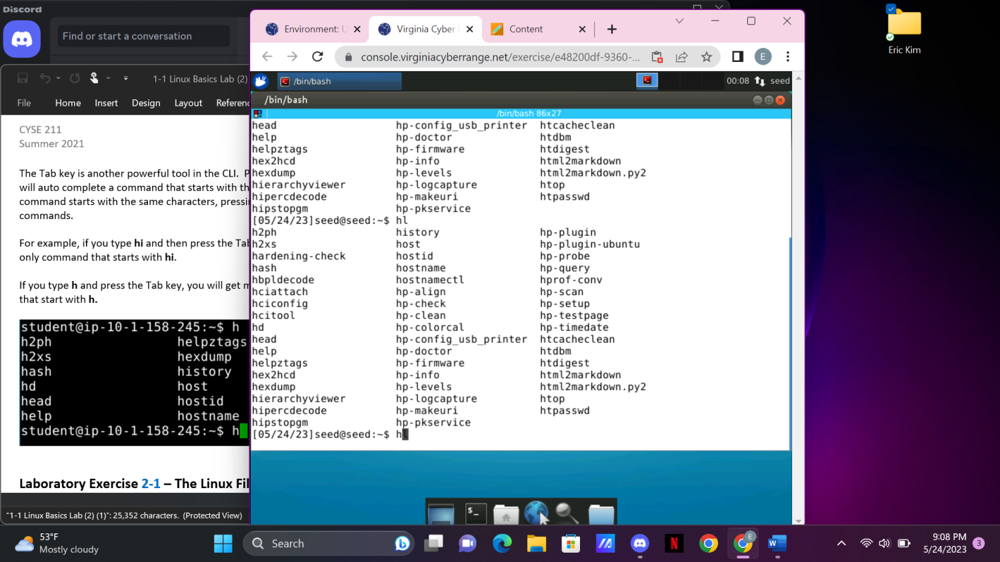 Discord
Find or start a conversation
1-1 Linux Basics Lab (2)
File Home Insert Design Layout Referenc
CYSE 211
Summer 2021
The Tab key is another powerful tool in the CLI. P
will auto complete a command that starts with th
command starts with the same characters, pressi
commands.
For example, if you type hi and then press the Tab
only command that starts with hi.
If you type h and press the Tab key, you will get m
that start with h.
student@ip-10-1-158-245:~$ h
h2ph helpztags
h2xs hexdump
hash history
hd host
head hostid
help hostname
student@ip-10-1-158-245:~$ h
Laboratory Exercise 2-1 – The Linux Fil
"1-1 Linux Basics Lab (2) (1)": 25,352 characters. (Protected View)
Environment: U
Virginia Cyber
Content
console.virginiacyberrange.net/exercise/e48200df-9360-...
E
/bin/bash
00:08 seed
/bin/bash
/bin/bash 86x27
head hp-config_usb_printer htcacheclean
help hp-doctor htdbm
helpztags hp-firmware htdigest
hex2hcd hp-info html2markdown
hexdump hp-levels html2markdown.py2
hierarchyviewer hp-logcapture htop
hipercdecode hp-makeuri htpasswd
hipstopgm hp-pkservice
[05/24/23]seed@seed:~$ hl
h2ph history hp-plugin
h2xs host hp-plugin-ubuntu
hardening-check hostid hp-probe
hash hostname hp-query
hbpldecode hostnamectl hprof-conv
hciattach hp-align hp-scan
hciconfig hp-check hp-setup
hcitool hp-clean hp-testpage
hd hp-colorcal hp-timedate
head hp-config_usb_printer htcacheclean
help hp-doctor htdbm
helpztags hp-firmware htdigest
hex2hcd hp-info html2markdown
hexdump hp-levels html2markdown.py2
hierarchyviewer hp-logcapture htop
hipercdecode hp-makeuri htpasswd
hipstopgm hp-pkservice
[05/24/23]seed@seed:~$ hl
$_
Eric Kim
53°F
Mostly cloudy
Search
b
N
E
W
9:08 PM
5/24/2023
3